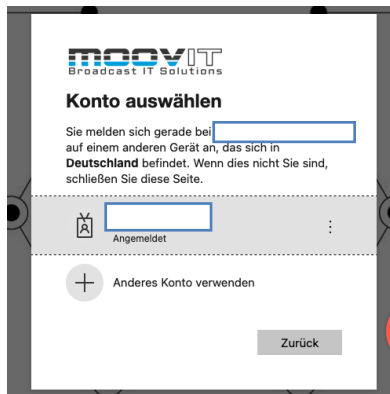 MOOVIT
Broadcast IT Solutions
Konto auswählen
Sie melden sich gerade bei
auf einem anderen Gerät an, das sich in
Deutschland befindet. Wenn dies nicht Sie sind,
schließen Sie diese Seite.
Angemeldet
Anderes Konto verwenden
Zurück